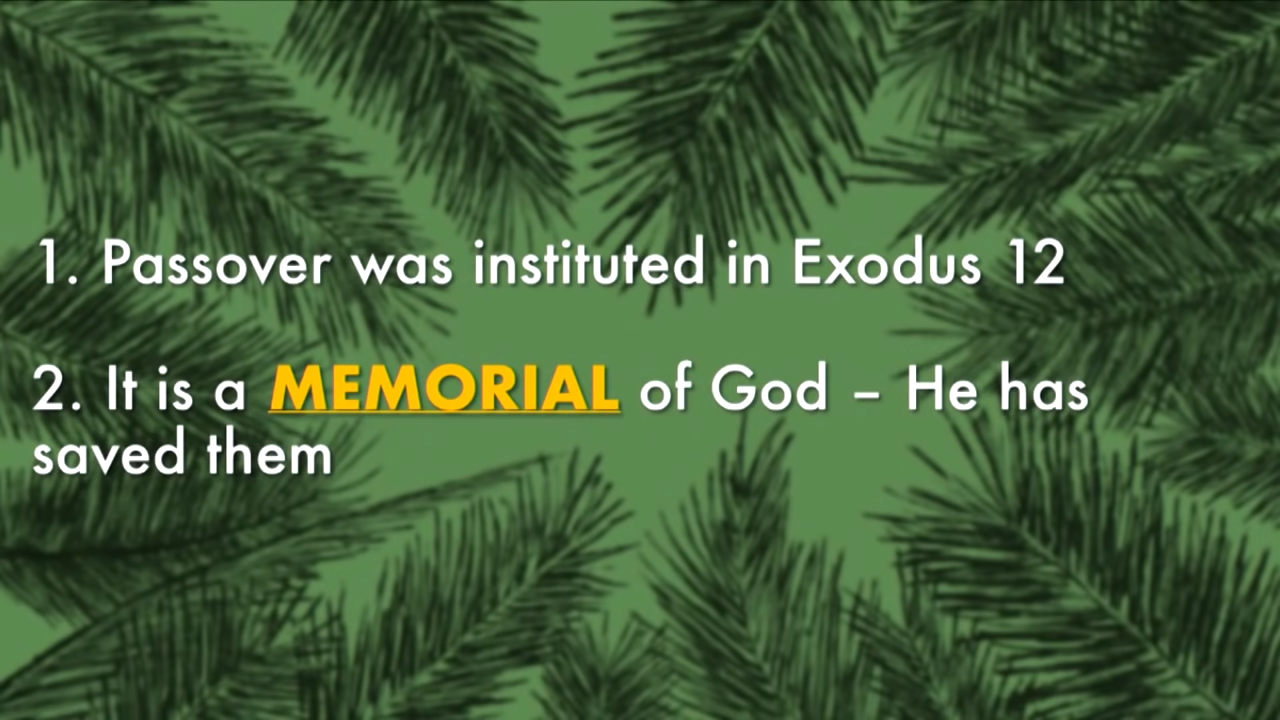 1. Passover was instituted in Exodus 12
2. It is a MEMORIAL of God – He has
saved them